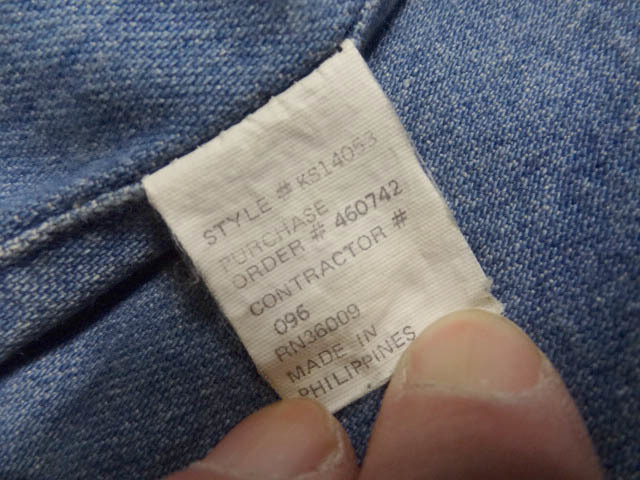 STYLE # KS14053
PURCHASE
ORDER # 460742
CONTRACTOR #
096
RN36009
MADE IN
PHILIPPINES